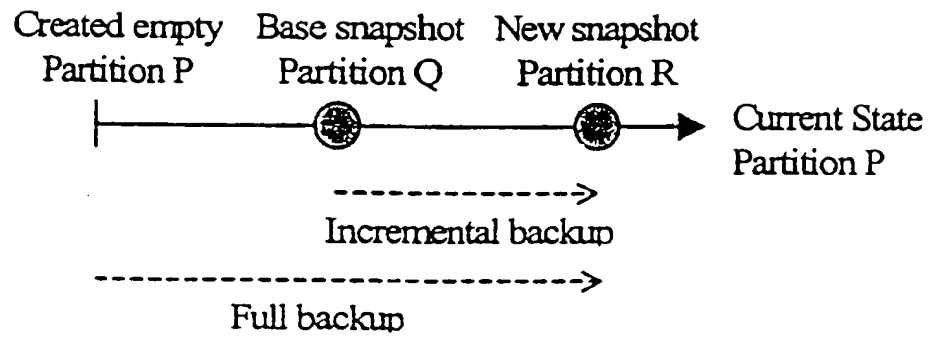 Created empty
Partition P
Base snapshot
Partition Q
New snapshot
Partition R
Current State
Partition P
Incremental backup
Full backup